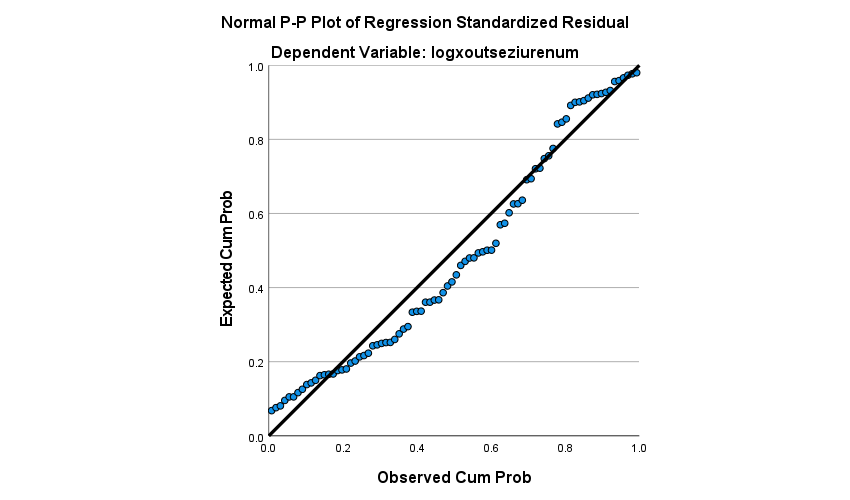 Normal P-P Plot of Regression Standardized Residual
Dependent Variable: logxoutseziurenum
Expected Cum Prob
1.0
0.8
0.6
0.4
0.2
0.0
0.0 0.2 0.4 0.6 0.8 1.0
Observed Cum Prob